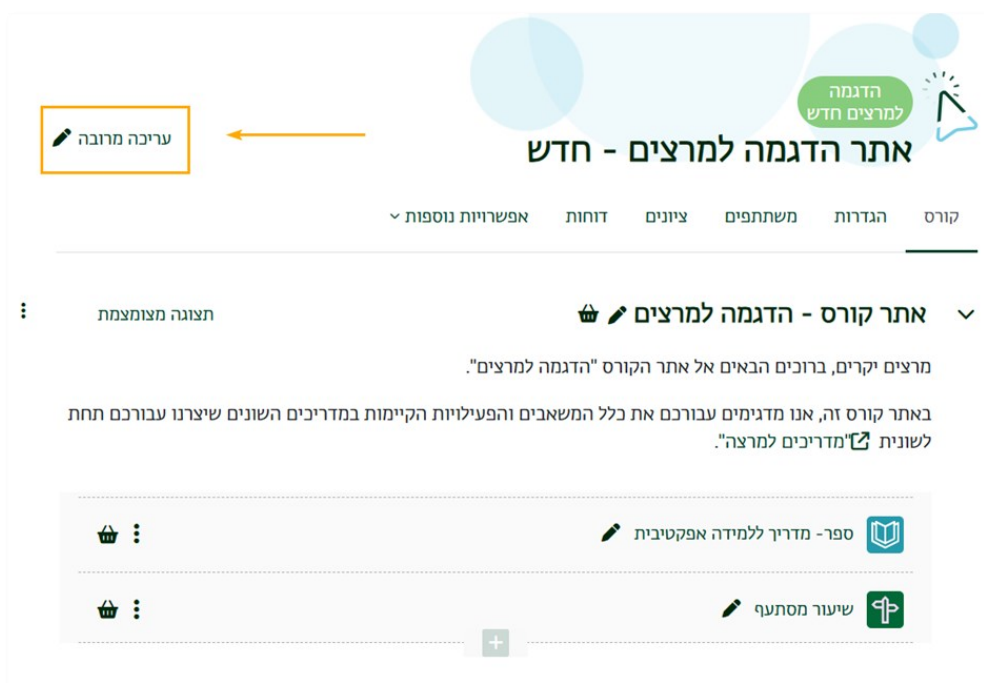 הדגמה
למרצים חדש
אתר הדגמה למרצים - חדש
עריכה מרובה
קורס
הגדרות
משתתפים
ציונים
דוחות
אפשרויות נוספות
אתר קורס - הדגמה למרצים
תצוגה מצומצמת
מרצים יקרים, ברוכים הבאים אל אתר הקורס "הדגמה למרצים".
באתר קורס זה, אנו מדגימים עבורכם את כלל המשאבים והפעילויות הקיימות במדריכים השונים שיצרנו עבורכם תחת
לשונית "מדריכים למרצה".
ספר- מדריך ללמידה אפקטיבית
שיעור מסתעף